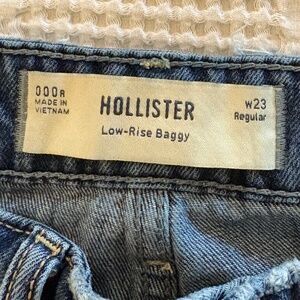 000R
MADE IN
VIETNAM
HOLLISTER
Low-Rise Baggy
W23
Regular